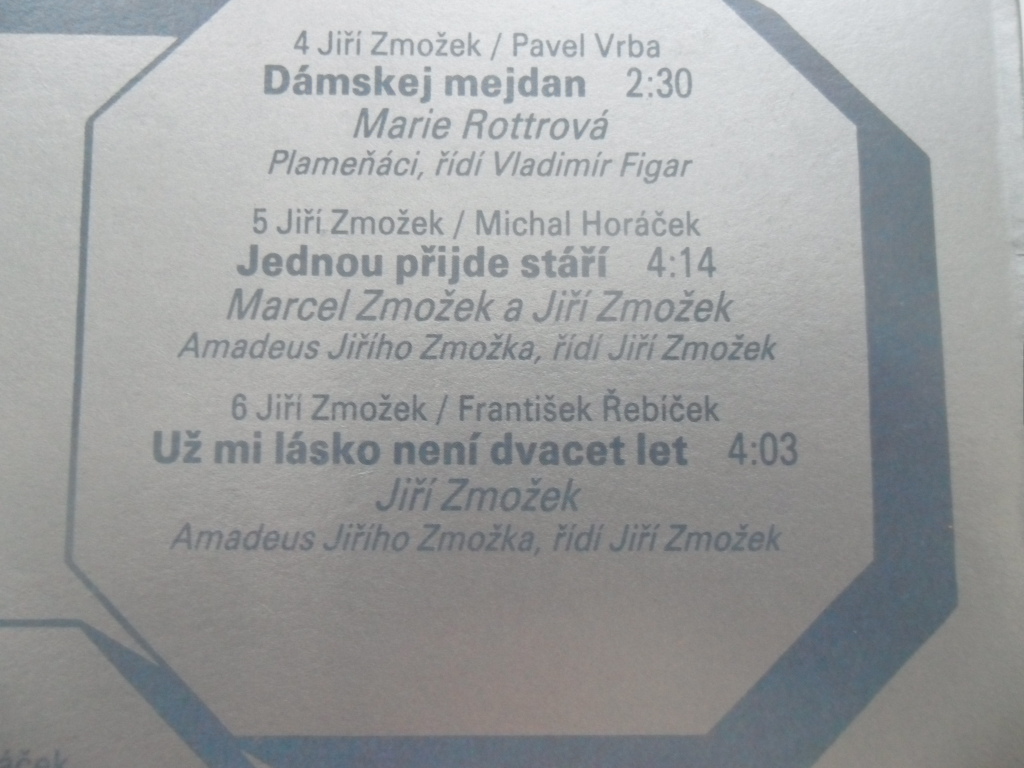 4 Jiří Zmožek / Pavel Vrba
Dámskej mejdan 2:30
Marie Rottrová
Plameňáci, řídí Vladimír Figar
5 Jiří Zmožek / Michal Horáček
Jednou přijde stáří 4:14
Marcel Zmožek a Jiří Zmožek
Amadeus Jiřího Zmožka, řídí Jiří Zmožek
6 Jiří Zmožek / František Řebíček
Už mi lásko není dvacet let 4:03
Jiří Zmožek
Amadeus Jiřího Zmožka, řídí Jiří Zmožek